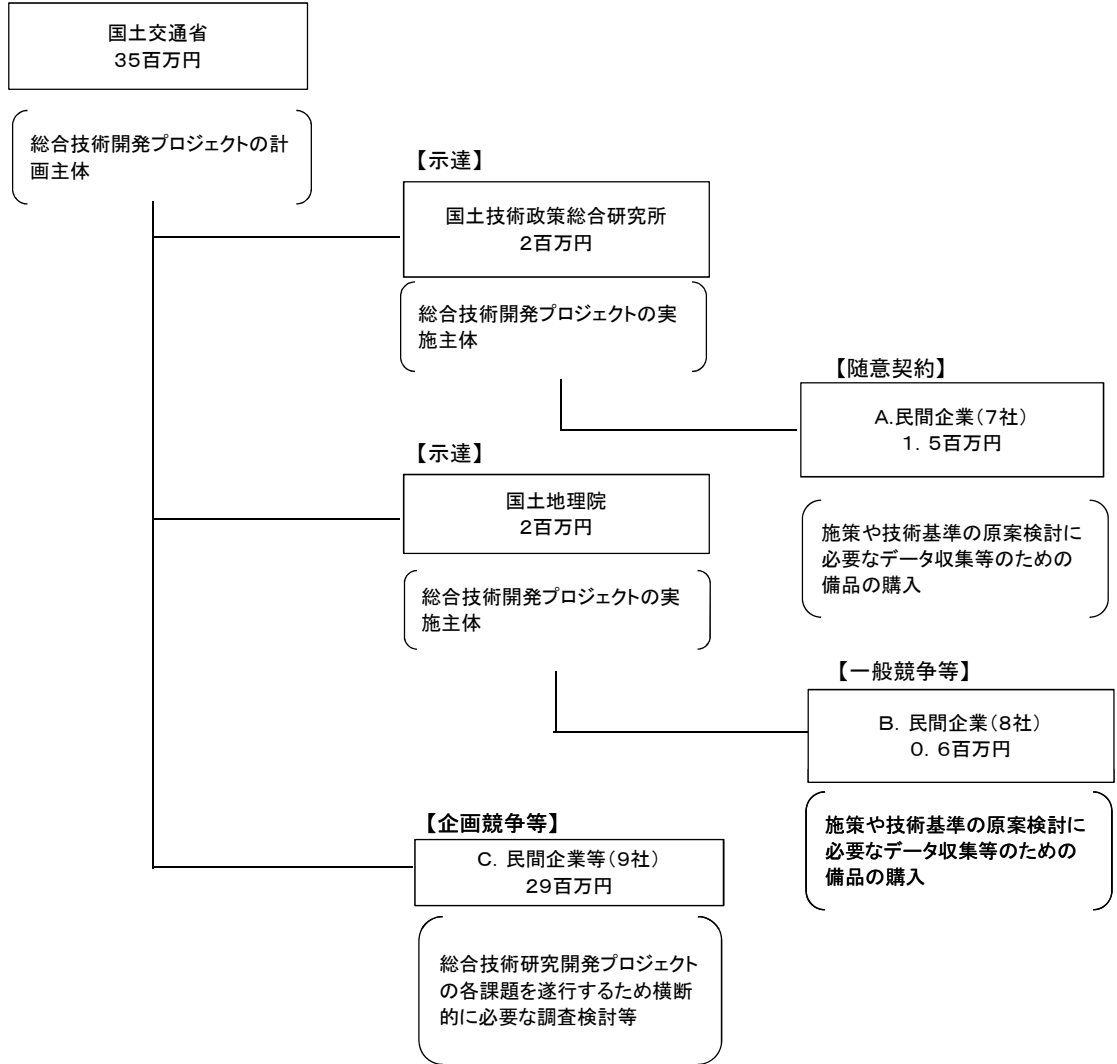 国土交通省
35百万円
総合技術開発プロジェクトの計
画主体
【示達】
国土技術政策総合研究所
2百万円
総合技術開発プロジェクトの実
施主体
【随意契約】
A.民間企業(7社)
1.5百万円
施策や技術基準の原案検討に
必要なデータ収集等のための
備品の購入
【示達】
国土地理院
2百万円
総合技術開発プロジェクトの実
施主体
【一般競争等】
B.民間企業(8社)
0.6百万円
施策や技術基準の原案検討に
必要なデータ収集等のための
備品の購入
【企画競争等】
C.民間企業等(9社)
29百万円
総合技術研究開発プロジェクト
の各課題を遂行するため横断
的に必要な調査検討等